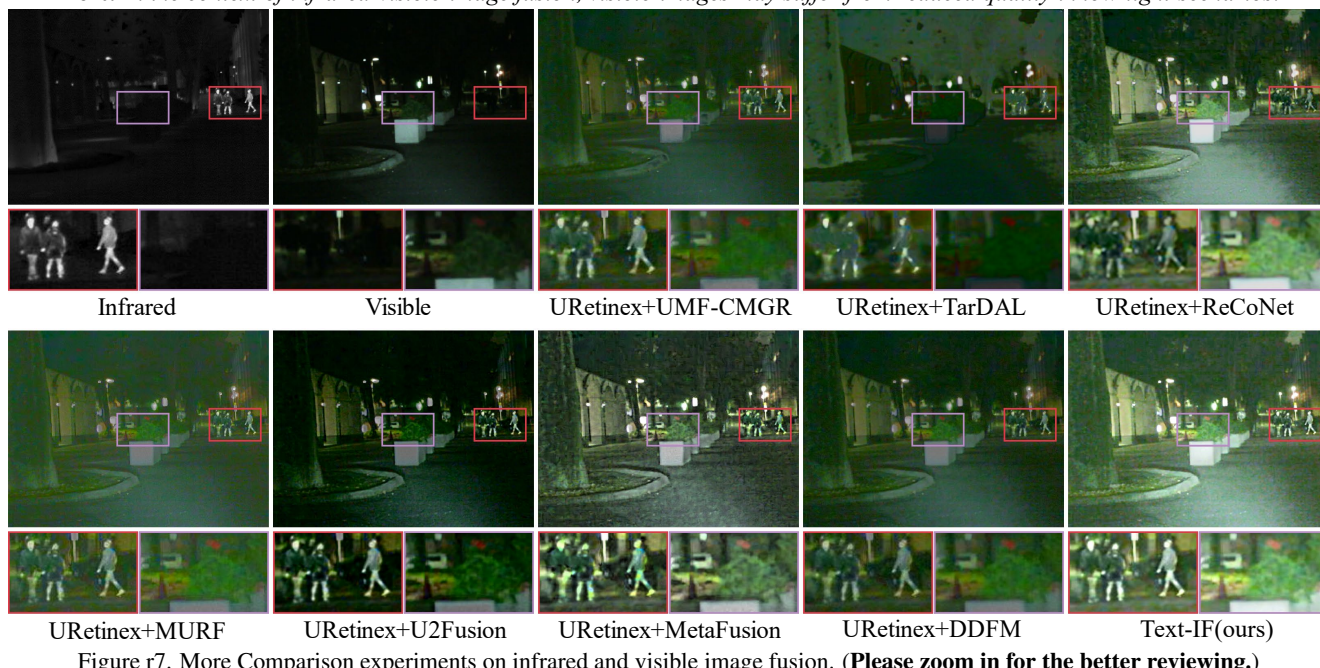 Infrared Visible URetinex+UMF-CMGR URetinex+TarDAL URetinex+ReCoNet
URetinex+MURF URetinex+U2Fusion URetinex+MetaFusion URetinex+DDFM Text-IF(ours)
Figure r7. More Comparison experiments on infrared and visible image fusion. (Please zoom in for the better reviewing.)